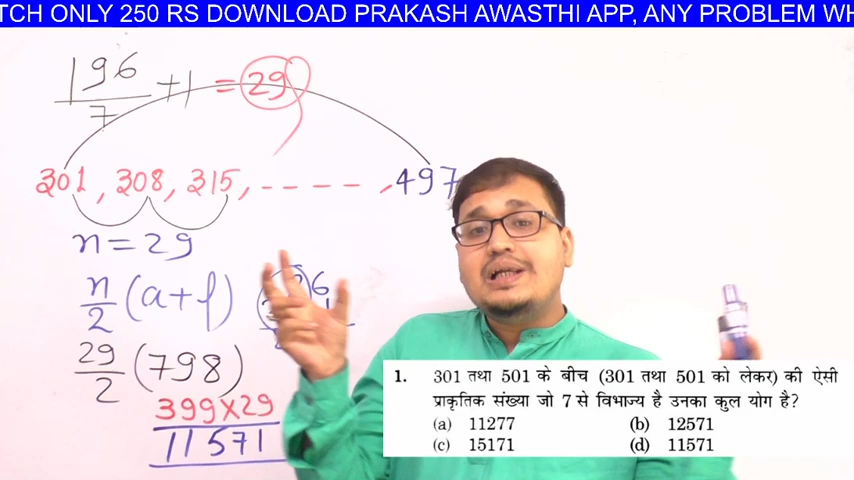 TCH ONLY 250 RS DOWNLOAD PRAKASH AWASTHI APP, ANY PROBLEM WH
196/7 +1 = 29
301, 308, 315, - - - - - , 497
n = 29
n/2 (a+l)
6
29/2 (798)
399×29
11571
1. 301 तथा 501 के बीच (301 तथा 501 को लेकर) की ऐसी
प्राकृतिक संख्या जो 7 से विभाज्य है उनका कुल योग है?
(a) 11277 (b) 12571
(c) 15171 (d) 11571